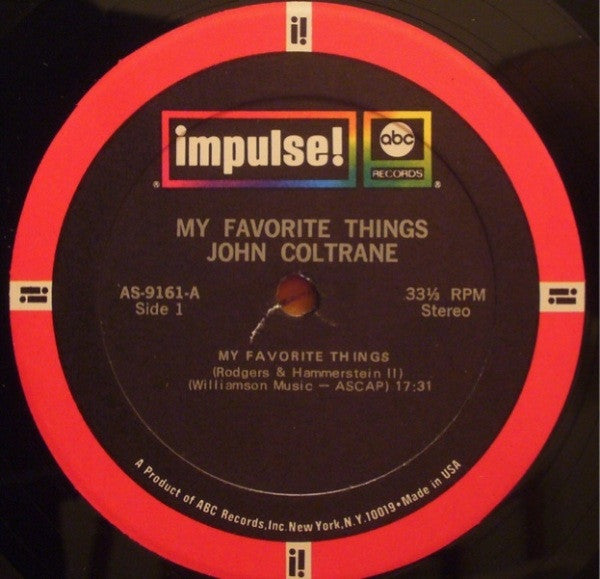 i!
impulse! abc
RECORDS
® ®
MY FAVORITE THINGS
JOHN COLTRANE
AS-9161-A 33⅓ RPM
Side 1 Stereo
i! i!
MY FAVORITE THINGS
(Rodgers & Hammerstein II)
(Williamson Music — ASCAP) 17:31
A Product of ABC Records, Inc. New York, N.Y. 10019 • Made in USA
i!